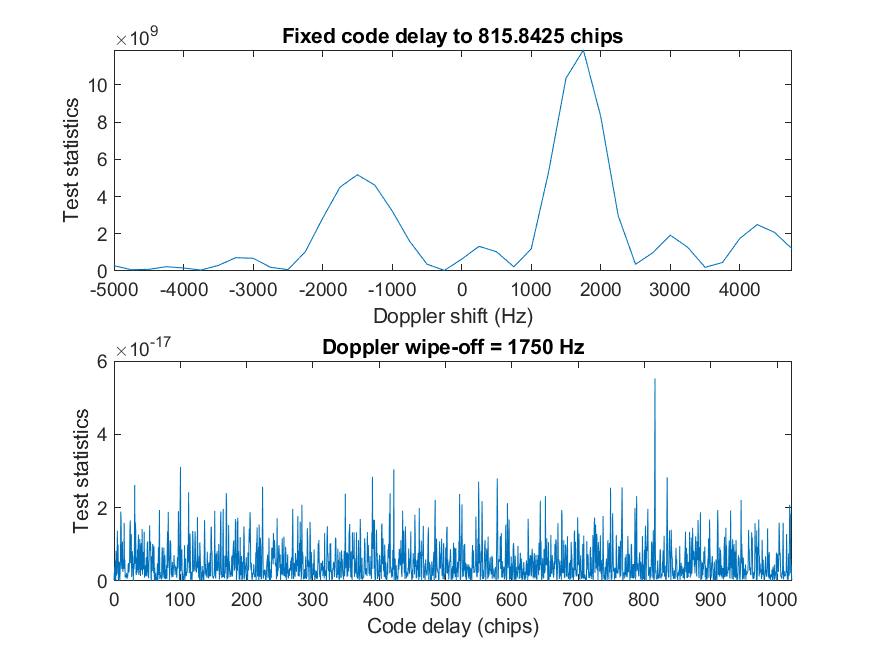 ×10⁹
Fixed code delay to 815.8425 chips
Test statistics
10
8
6
4
2
0
-5000 -4000 -3000 -2000 -1000 0 1000 2000 3000 4000
Doppler shift (Hz)
×10⁻¹⁷
Doppler wipe-off = 1750 Hz
Test statistics
6
4
2
0
0 100 200 300 400 500 600 700 800 900 1000
Code delay (chips)